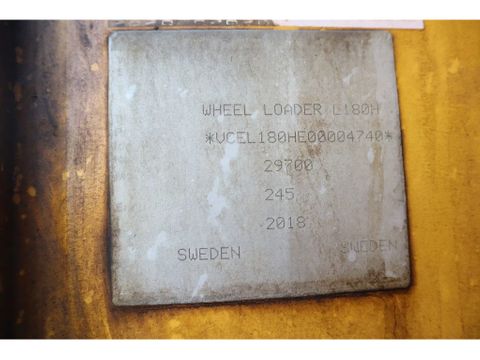 WHEEL LOADER L180H
*VCEL180HE00004740*
29700
245
2018
SWEDEN SWEDEN